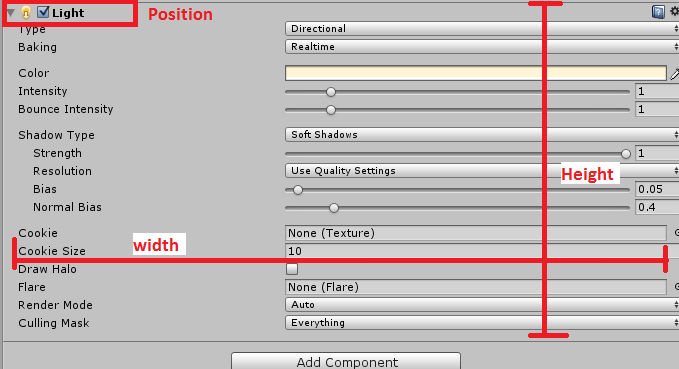 Light Position
Type Directional
Baking Realtime
Color
Intensity 1
Bounce Intensity 1
Shadow Type Soft Shadows
Strength 1
Resolution Use Quality Settings
Height
Bias 0.05
Normal Bias 0.4
Cookie None (Texture)
width
Cookie Size 10
Draw Halo
Flare None (Flare)
Render Mode Auto
Culling Mask Everything
Add Component